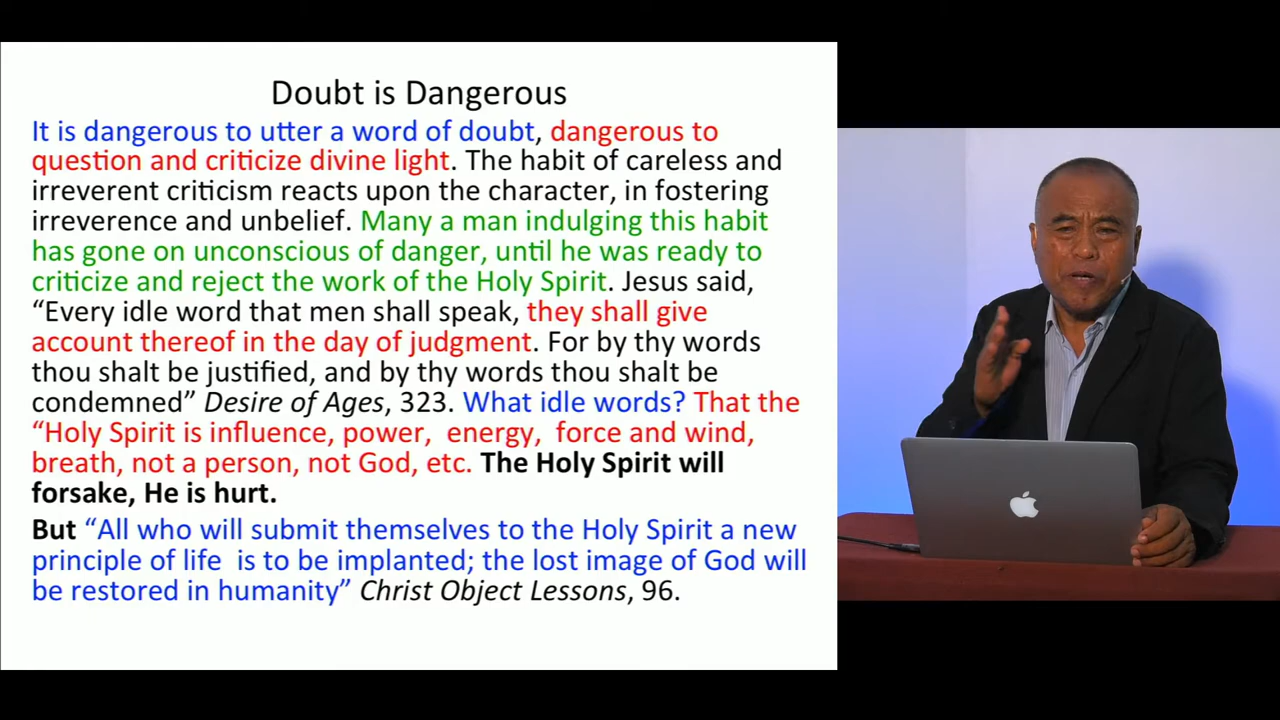 Doubt is Dangerous
It is dangerous to utter a word of doubt, dangerous to
question and criticize divine light. The habit of careless and
irreverent criticism reacts upon the character, in fostering
irreverence and unbelief. Many a man indulging this habit
has gone on unconscious of danger, until he was ready to
criticize and reject the work of the Holy Spirit. Jesus said,
“Every idle word that men shall speak, they shall give
account thereof in the day of judgment. For by thy words
thou shalt be justified, and by thy words thou shalt be
condemned” Desire of Ages, 323. What idle words? That the
“Holy Spirit is influence, power, energy, force and wind,
breath, not a person, not God, etc. The Holy Spirit will
forsake, He is hurt.
But “All who will submit themselves to the Holy Spirit a new
principle of life is to be implanted; the lost image of God will
be restored in humanity” Christ Object Lessons, 96.